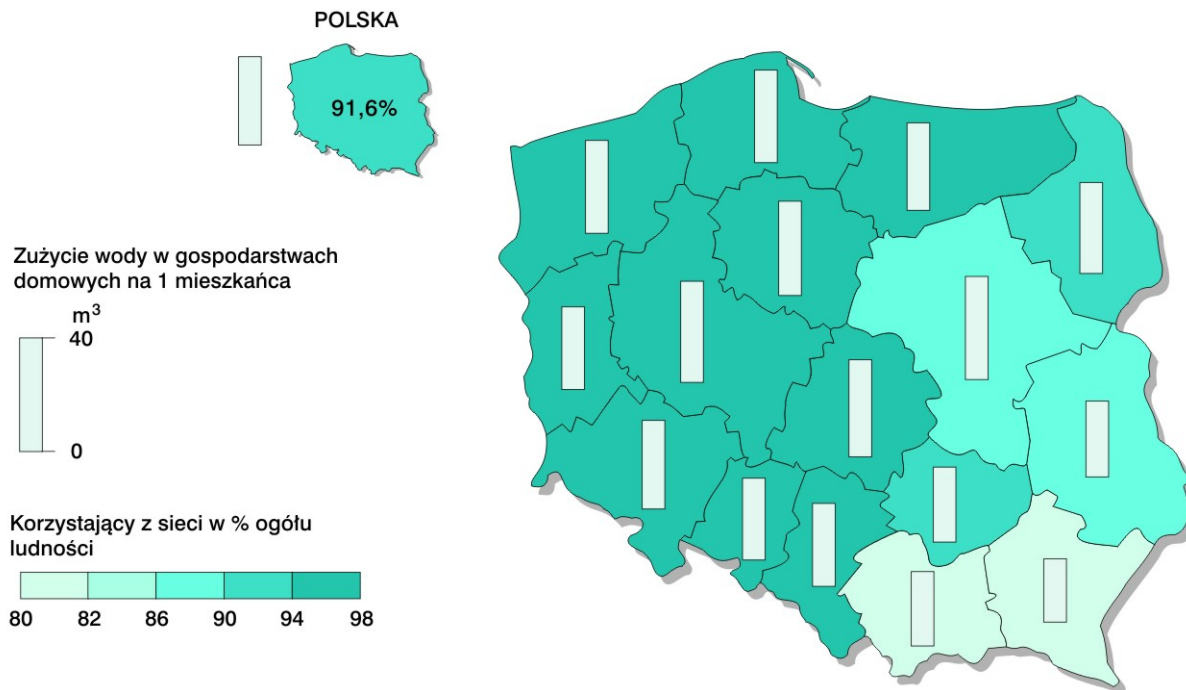 POLSKA
91,6%
Zużycie wody w gospodarstwach
domowych na 1 mieszkańca
m³
40
0
Korzystający z sieci w % ogółu
ludności
80 82 86 90 94 98